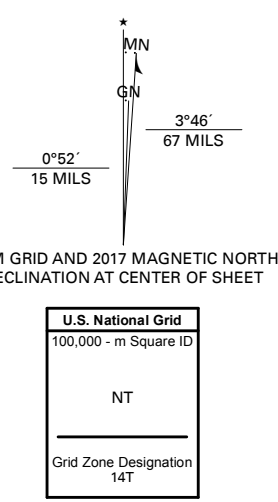 ★
MN
GN
3°46´
67 MILS
0°52´
15 MILS
M GRID AND 2017 MAGNETIC NORTH
ECLINATION AT CENTER OF SHEET
U.S. National Grid
100,000 - m Square ID
NT
Grid Zone Designation
14T